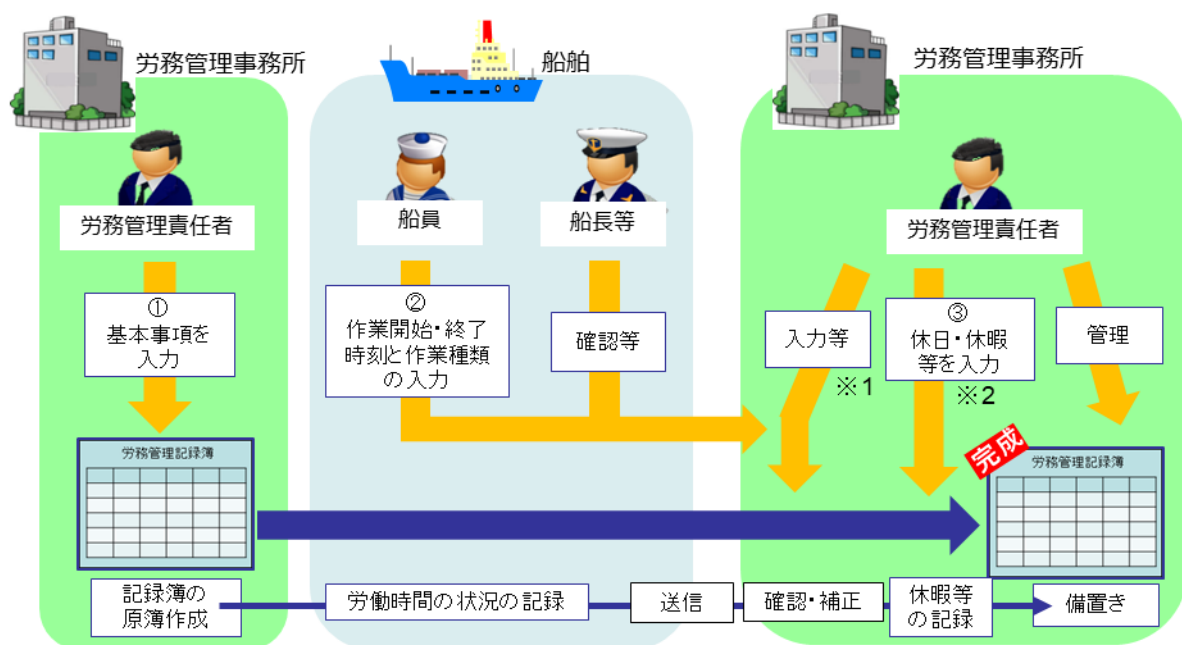 労務管理事務所
船舶
労務管理事務所
労務管理責任者
船員
船長等
労務管理責任者
①
基本事項を
入力
②
作業開始・終了
時刻と作業種類
の入力
確認等
入力等
※1
③
休日・休暇
等を入力
※2
管理
労務管理記録簿
完成
労務管理記録簿
記録簿の
原簿作成
労働時間の状況の記録
送信
確認・補正
休暇等
の記録
備置き